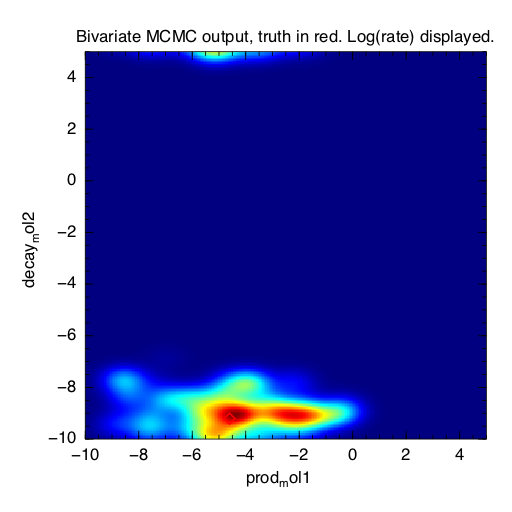 Bivariate MCMC output, truth in red. Log(rate) displayed.
4
2
0
−2
−4
−6
−8
−10
decay_mol2
−10 −8 −6 −4 −2 0 2 4
prod_mol1